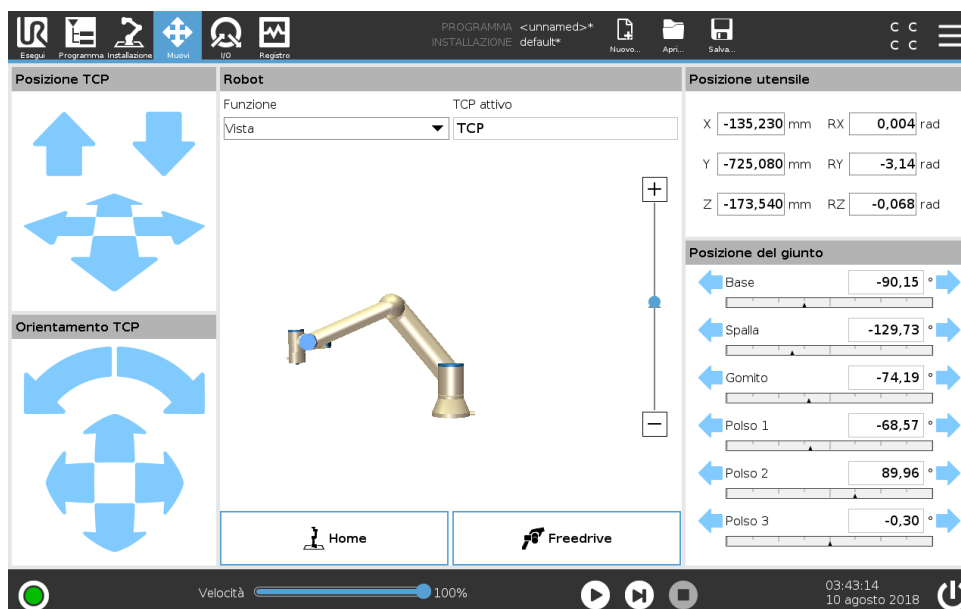 UR
Esegui Programma Installazione Muovi I/O Registro
PROGRAMMA <unnamed>*
INSTALLAZIONE default*
Nuovo... Apri... Salva...
C C
C C
Posizione TCP
Robot
Funzione TCP attivo
Vista TCP
Home Freedrive
Orientamento TCP
Posizione utensile
X -135,230 mm RX 0,004 rad
Y -725,080 mm RY -3,14 rad
Z -173,540 mm RZ -0,068 rad
Posizione del giunto
Base -90,15 °
Spalla -129,73 °
Gomito -74,19 °
Polso 1 -68,57 °
Polso 2 89,96 °
Polso 3 -0,30 °
Velocità 100%
03:43:14
10 agosto 2018